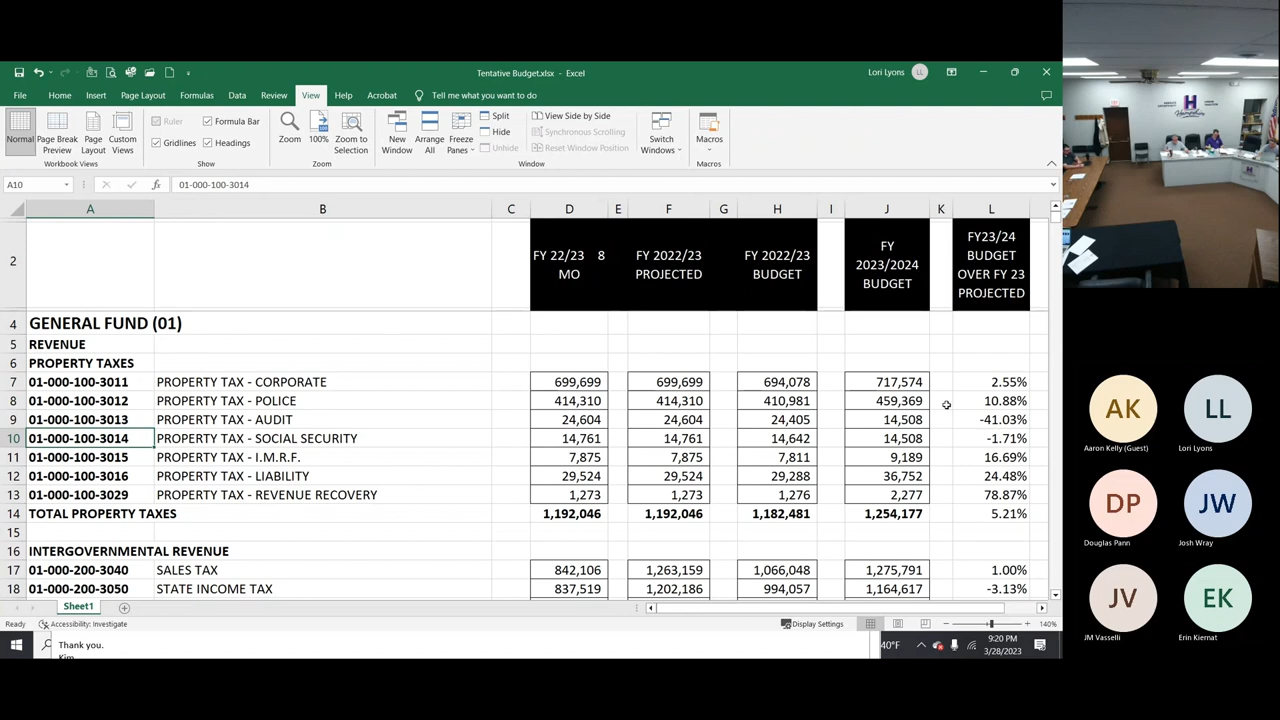 Tentative Budget.xlsx - Excel
Lori Lyons LL
File Home Insert Page Layout Formulas Data Review View Help Acrobat Tell me what you want to do
Normal
Page Break Preview
Page Layout
Custom Views
Ruler
Formula Bar
Gridlines
Headings
Zoom
100%
Zoom to Selection
New Window
Arrange All
Freeze Panes
Split
Hide
Unhide
View Side by Side
Synchronous Scrolling
Reset Window Position
Switch Windows
Macros
Workbook Views Show Zoom Window Macros
A10 fx 01-000-100-3014
A B C D E F G H I J K L
2 FY 22/23 8 MO FY 2022/23 PROJECTED FY 2022/23 BUDGET FY 2023/2024 BUDGET FY23/24 BUDGET OVER FY 23 PROJECTED
4 GENERAL FUND (01)
5 REVENUE
6 PROPERTY TAXES
7 01-000-100-3011 PROPERTY TAX - CORPORATE 699,699 699,699 694,078 717,574 2.55%
8 01-000-100-3012 PROPERTY TAX - POLICE 414,310 414,310 410,981 459,369 10.88%
9 01-000-100-3013 PROPERTY TAX - AUDIT 24,604 24,604 24,405 14,508 -41.03%
10 01-000-100-3014 PROPERTY TAX - SOCIAL SECURITY 14,761 14,761 14,642 14,508 -1.71%
11 01-000-100-3015 PROPERTY TAX - I.M.R.F. 7,875 7,875 7,811 9,189 16.69%
12 01-000-100-3016 PROPERTY TAX - LIABILITY 29,524 29,524 29,288 36,752 24.48%
13 01-000-100-3029 PROPERTY TAX - REVENUE RECOVERY 1,273 1,273 1,276 2,277 78.87%
14 TOTAL PROPERTY TAXES 1,192,046 1,192,046 1,182,481 1,254,177 5.21%
15
16 INTERGOVERNMENTAL REVENUE
17 01-000-200-3040 SALES TAX 842,106 1,263,159 1,066,048 1,275,791 1.00%
18 01-000-200-3050 STATE INCOME TAX 837,519 1,202,186 994,057 1,164,617 -3.13%
Sheet1
Ready Accessibility: Investigate Display Settings 140%
Thank you.
Kim
40°F
9:20 PM
3/28/2023
H
AK
Aaron Kelly (Guest)
LL
Lori Lyons
DP
Douglas Pann
JW
Josh Wray
JV
JM Vasselli
EK
Erin Kiernat